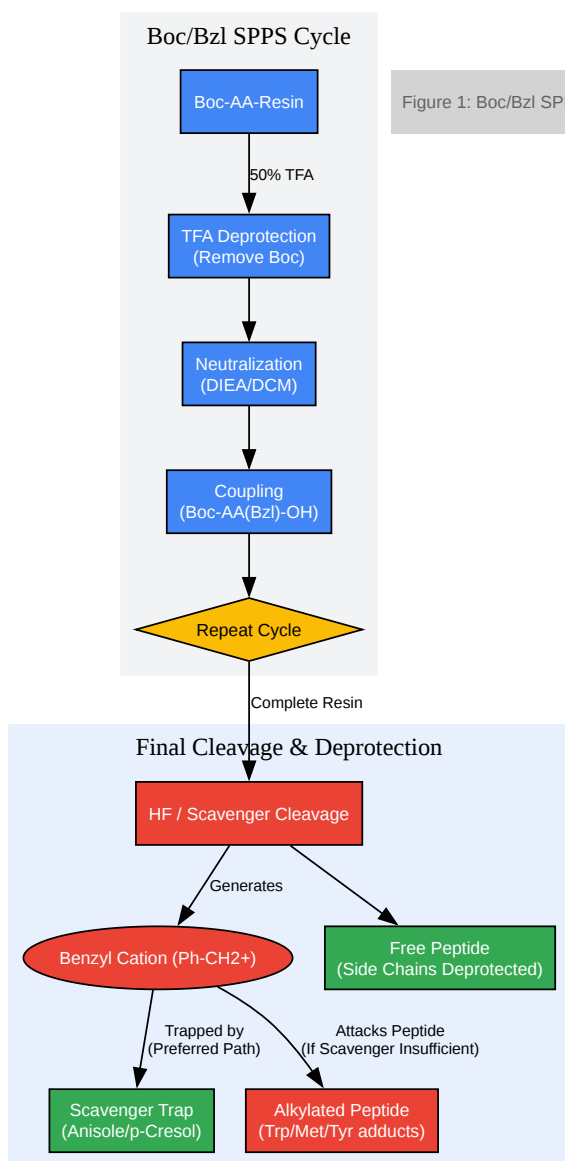 Boc/Bzl SPPS Cycle
Boc-AA-Resin
Figure 1: Boc/Bzl SP
50% TFA
TFA Deprotection
(Remove Boc)
Neutralization
(DIEA/DCM)
Coupling
(Boc-AA(Bzl)-OH)
Repeat Cycle
Complete Resin
Final Cleavage & Deprotection
HF / Scavenger Cleavage
Generates
Benzyl Cation (Ph-CH2+)
Free Peptide
(Side Chains Deprotected)
Trapped by
(Preferred Path)
Attacks Peptide
(If Scavenger Insufficient)
Scavenger Trap
(Anisole/p-Cresol)
Alkylated Peptide
(Trp/Met/Tyr adducts)